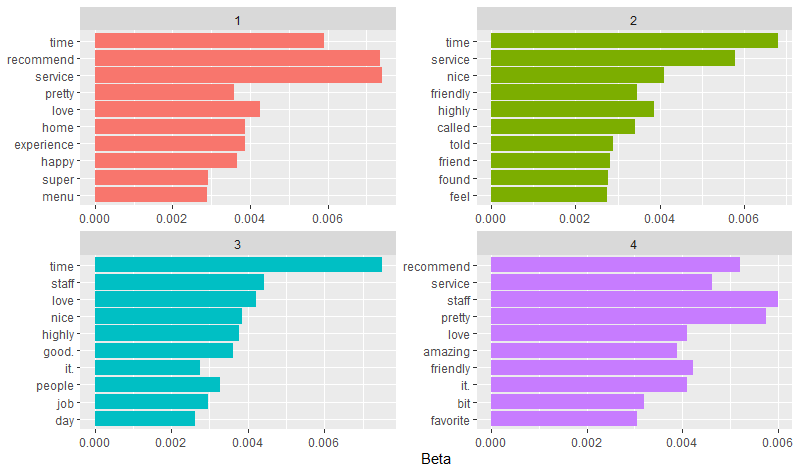 1
time
recommend
service
pretty
love
home
experience
happy
super
menu
0.000 0.002 0.004 0.006
2
time
service
nice
friendly
highly
called
told
friend
found
feel
0.000 0.002 0.004 0.006
3
time
staff
love
nice
highly
good.
it.
people
job
day
0.000 0.002 0.004 0.006
4
recommend
service
staff
pretty
love
amazing
friendly
it.
bit
favorite
0.000 0.002 0.004 0.006
Beta